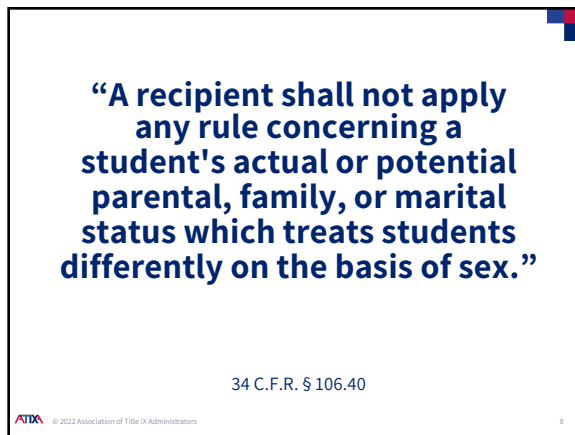 “A recipient shall not apply
any rule concerning a
student's actual or potential
parental, family, or marital
status which treats students
differently on the basis of sex.”
34 C.F.R. § 106.40
ATIXA © 2022 Association of Title IX Administrators 8